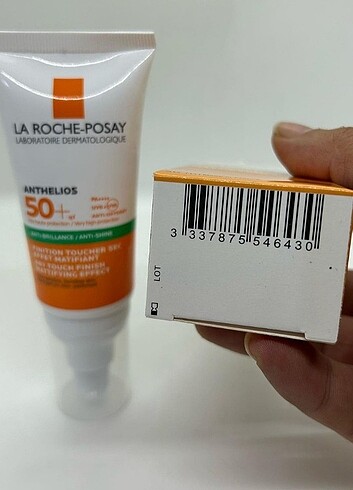 LA ROCHE-POSAY
LABORATOIRE DERMATOLOGIQUE
ANTHELIOS
50+
ANTI-BRILLANCE / ANTI-SHINE
FINITION TOUCHER SEC
EFFET MATIFIANT
DRY TOUCH FINISH
MATTIFYING EFFECT
3 337875 546430
LOT